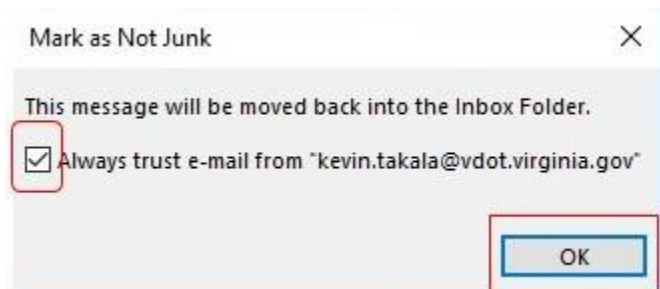 Mark as Not Junk
This message will be moved back into the Inbox Folder.
Always trust e-mail from "kevin.takala@vdot.virginia.gov"
OK